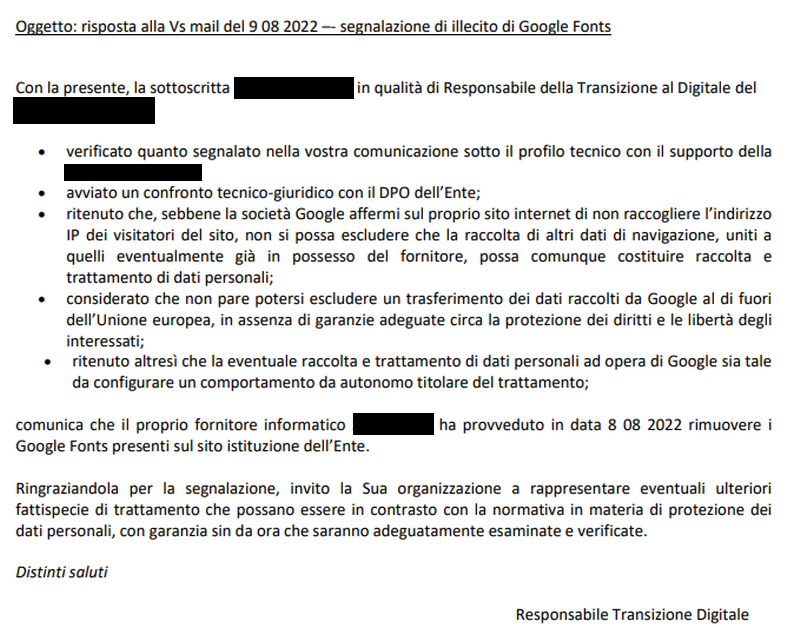 Oggetto: risposta alla Vs mail del 9 08 2022 –- segnalazione di illecito di Google Fonts
Con la presente, la sottoscritta in qualità di Responsabile della Transizione al Digitale del
• verificato quanto segnalato nella vostra comunicazione sotto il profilo tecnico con il supporto della
• avviato un confronto tecnico-giuridico con il DPO dell’Ente;
• ritenuto che, sebbene la società Google affermi sul proprio sito internet di non raccogliere l’indirizzo
IP dei visitatori del sito, non si possa escludere che la raccolta di altri dati di navigazione, uniti a
quelli eventualmente già in possesso del fornitore, possa comunque costituire raccolta e
trattamento di dati personali;
• considerato che non pare potersi escludere un trasferimento dei dati raccolti da Google al di fuori
dell’Unione europea, in assenza di garanzie adeguate circa la protezione dei diritti e le libertà degli
interessati;
• ritenuto altresì che la eventuale raccolta e trattamento di dati personali ad opera di Google sia tale
da configurare un comportamento da autonomo titolare del trattamento;
comunica che il proprio fornitore informatico ha provveduto in data 8 08 2022 rimuovere i
Google Fonts presenti sul sito istituzione dell’Ente.
Ringraziandola per la segnalazione, invito la Sua organizzazione a rappresentare eventuali ulteriori
fattispecie di trattamento che possano essere in contrasto con la normativa in materia di protezione dei
dati personali, con garanzia sin da ora che saranno adeguatamente esaminate e verificate.
Distinti saluti
Responsabile Transizione Digitale